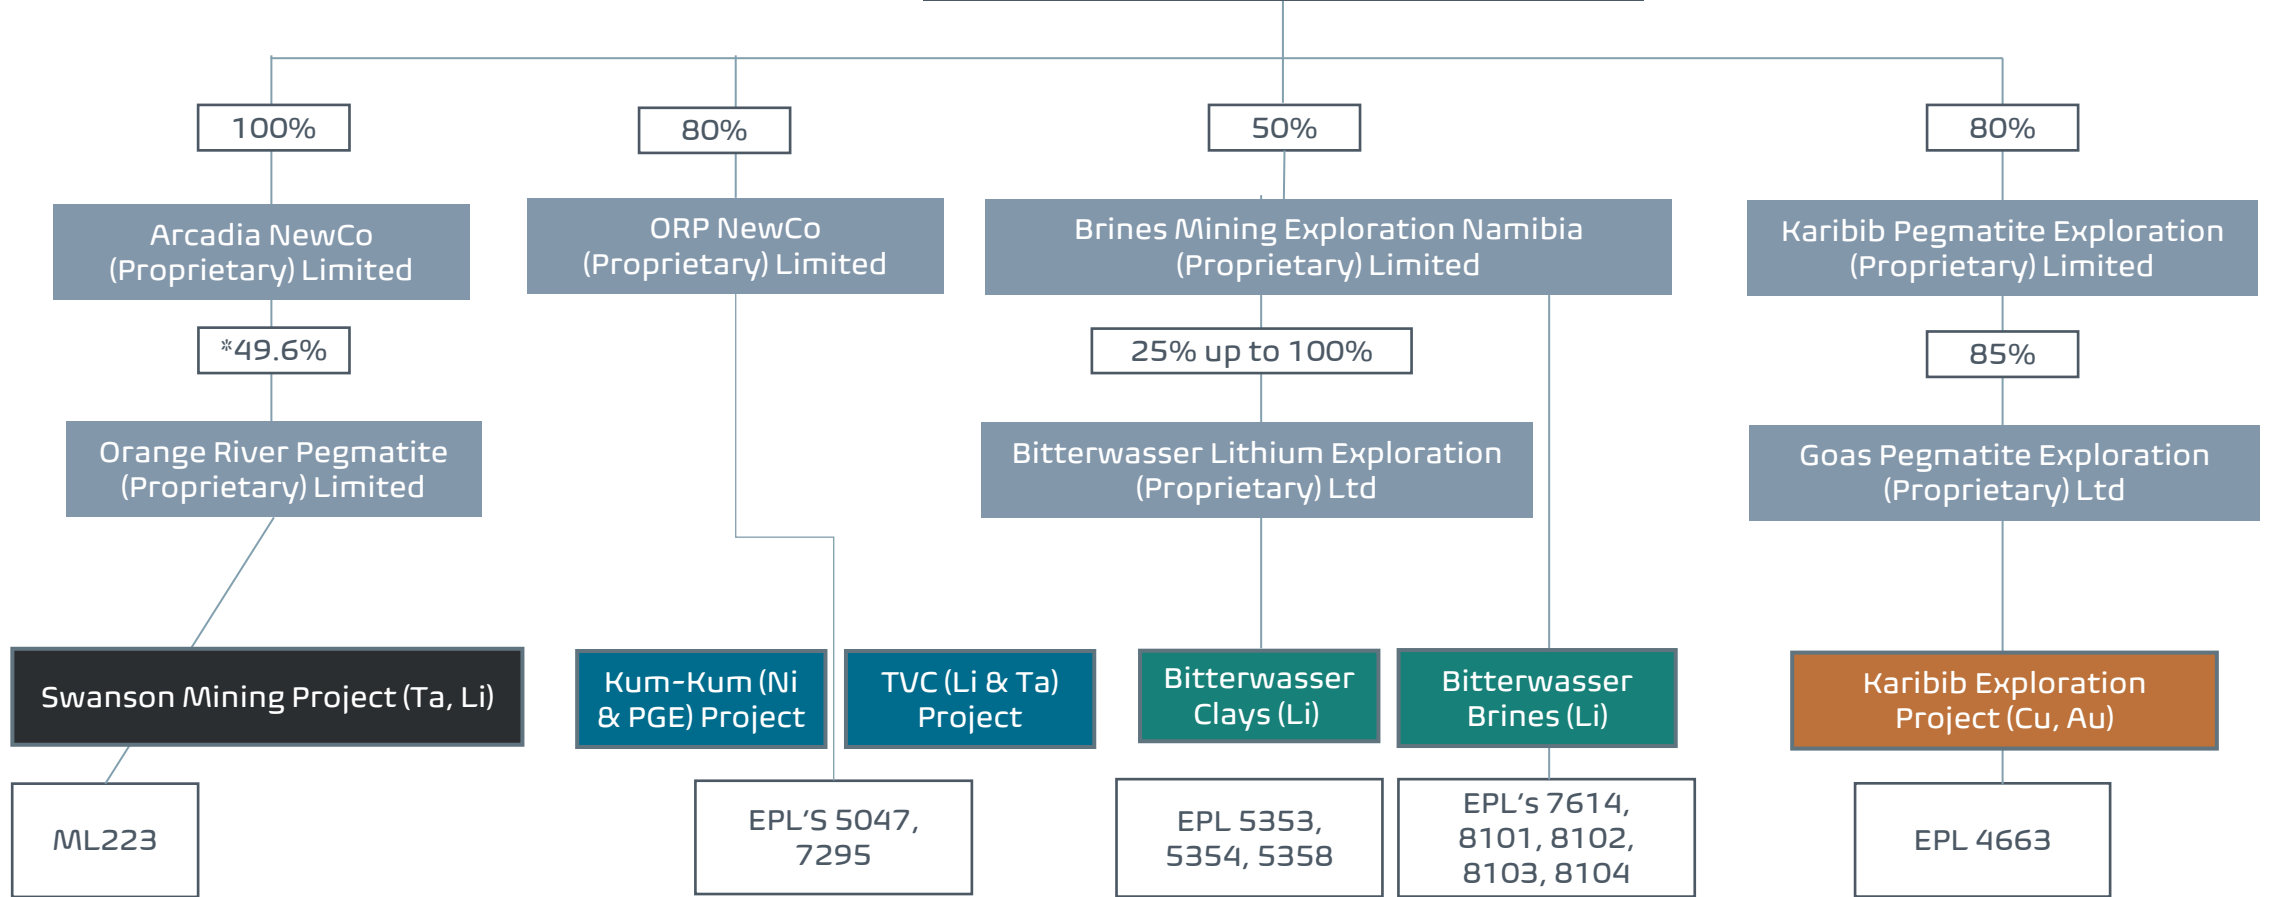 100%
80%
50%
80%
Arcadia NewCo
(Proprietary) Limited
ORP NewCo
(Proprietary) Limited
Brines Mining Exploration Namibia
(Proprietary) Limited
Karibib Pegmatite Exploration
(Proprietary) Limited
*49.6%
25% up to 100%
85%
Orange River Pegmatite
(Proprietary) Limited
Bitterwasser Lithium Exploration
(Proprietary) Ltd
Goas Pegmatite Exploration
(Proprietary) Ltd
Swanson Mining Project (Ta, Li)
Kum-Kum (Ni
& PGE) Project
TVC (Li & Ta)
Project
Bitterwasser
Clays (Li)
Bitterwasser
Brines (Li)
Karibib Exploration
Project (Cu, Au)
ML223
EPL'S 5047,
7295
EPL 5353,
5354, 5358
EPL's 7614,
8101, 8102,
8103, 8104
EPL 4663